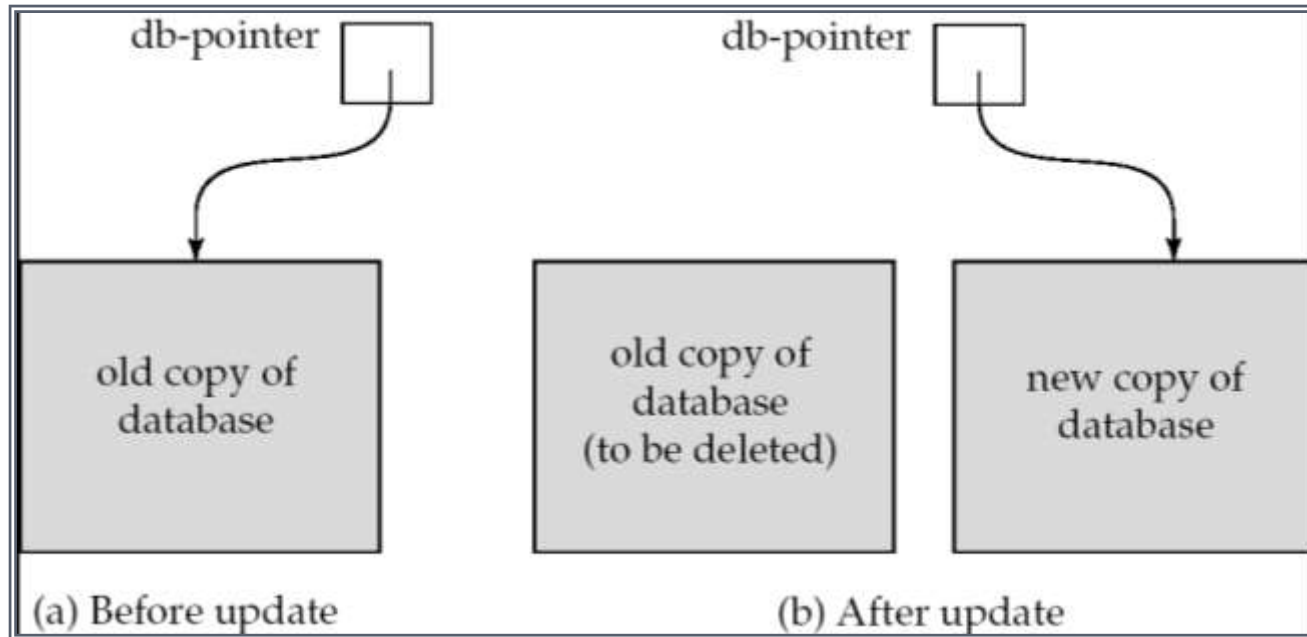 db-pointer
db-pointer
old copy of
database
old copy of
database
(to be deleted)
new copy of
database
(a) Before update
(b) After update